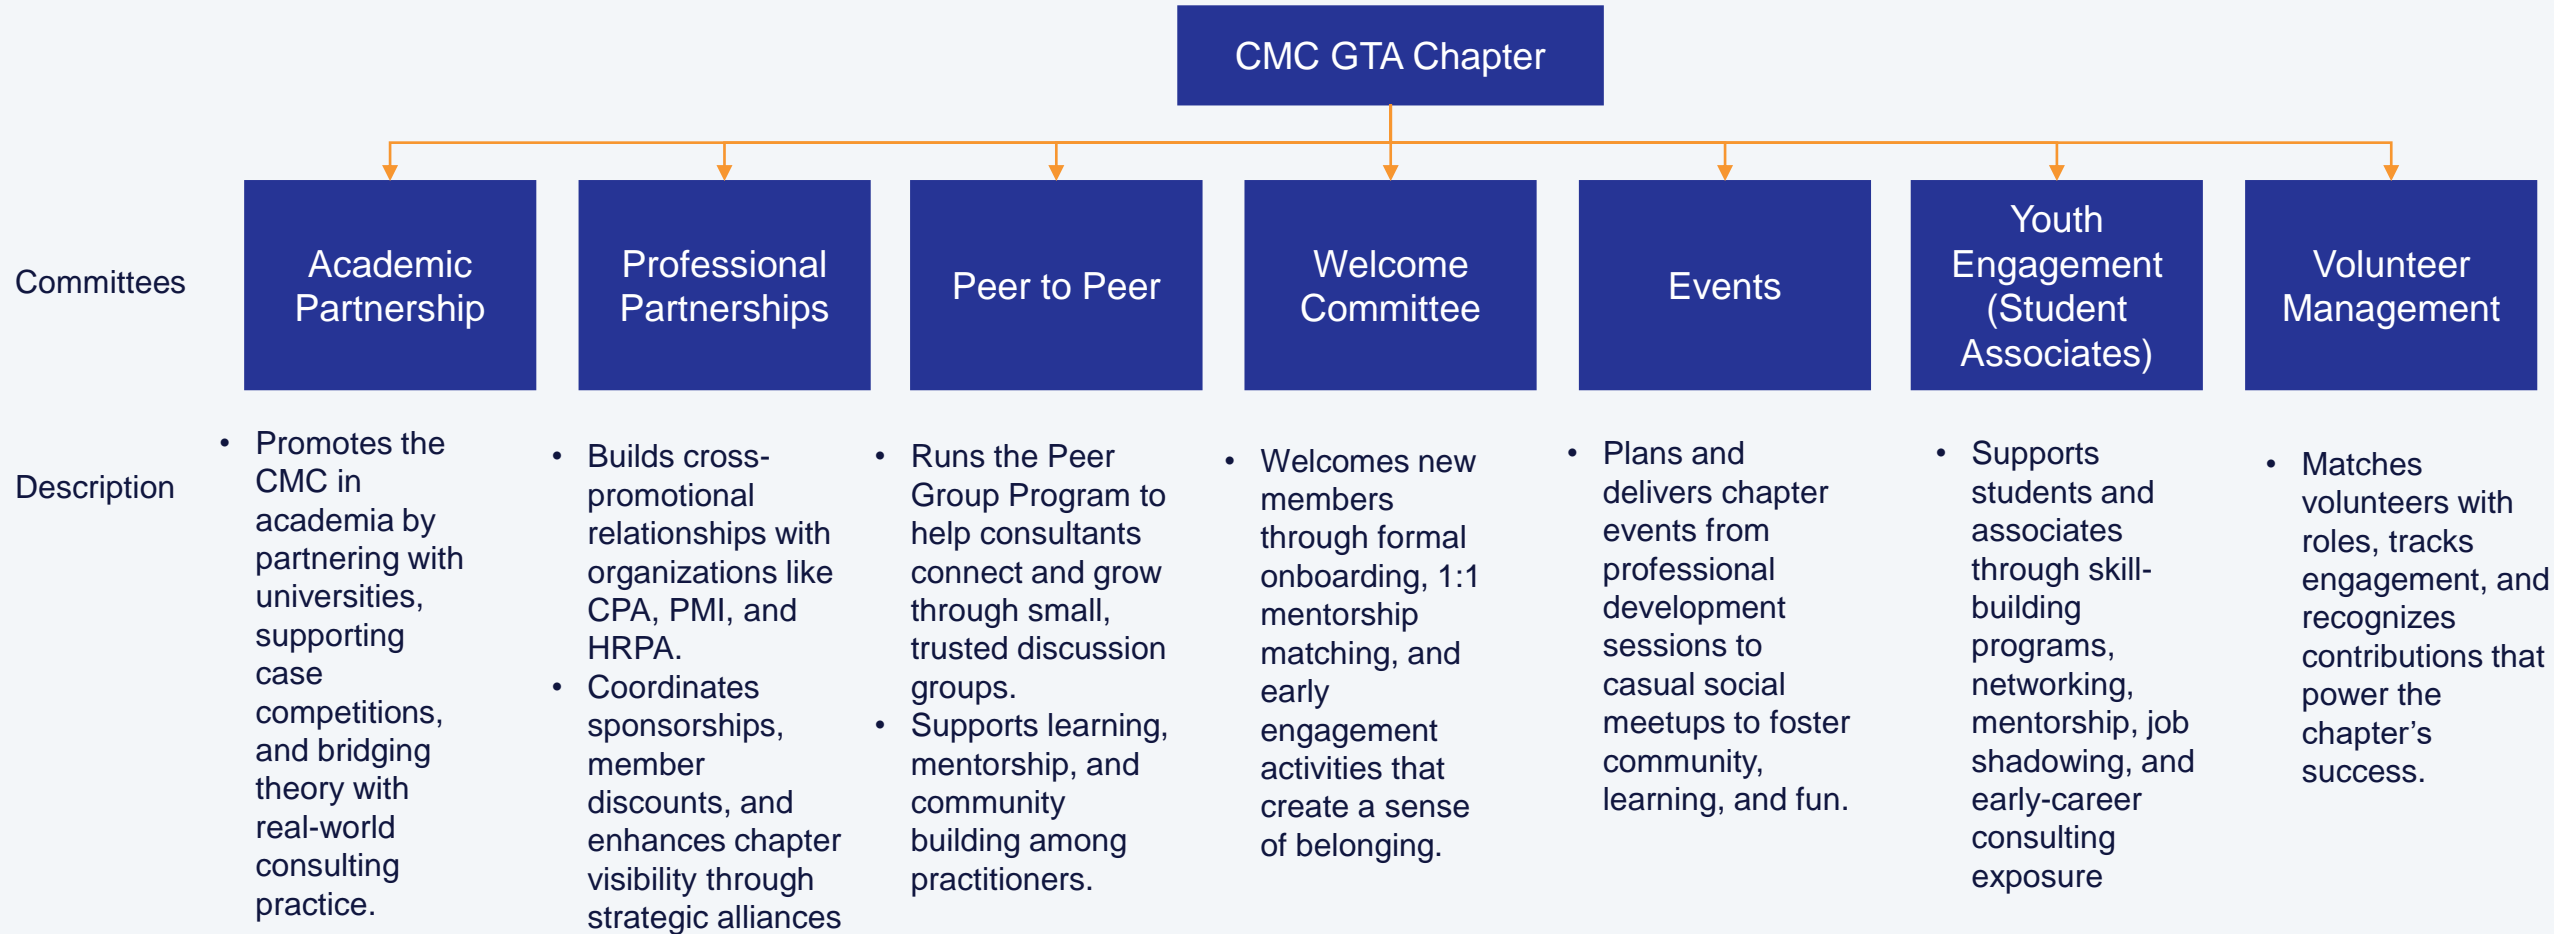 CMC GTA Chapter
Committees
Academic
Partnership
Professional
Partnerships
Peer to Peer
Welcome
Committee
Events
Youth
Engagement
(Student
Associates)
Volunteer
Management
Description
• Promotes the
CMC in
academia by
partnering with
universities,
supporting
case
competitions,
and bridging
theory with
real-world
consulting
practice.
• Builds cross-
promotional
relationships with
organizations like
CPA, PMI, and
HRPA.
• Coordinates
sponsorships,
member
discounts, and
enhances chapter
visibility through
strategic alliances
• Runs the Peer
Group Program to
help consultants
connect and grow
through small,
trusted discussion
groups.
• Supports learning,
mentorship, and
community
building among
practitioners.
• Welcomes new
members
through formal
onboarding, 1:1
mentorship
matching, and
early
engagement
activities that
create a sense
of belonging.
• Plans and
delivers chapter
events from
professional
development
sessions to
casual social
meetups to foster
community,
learning, and fun.
• Supports
students and
associates
through skill-
building
programs,
networking,
mentorship, job
shadowing, and
early-career
consulting
exposure
• Matches
volunteers with
roles, tracks
engagement, and
recognizes
contributions that
power the
chapter’s
success.